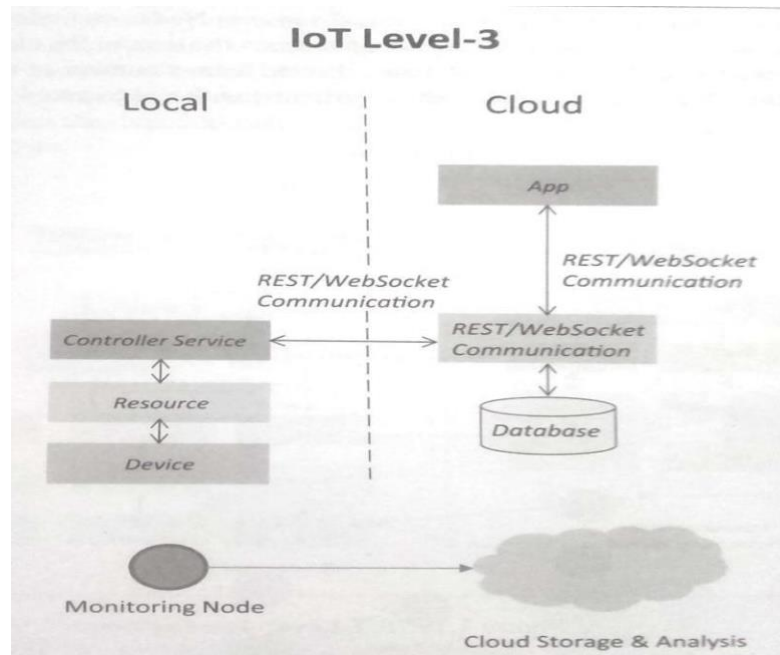 IoT Level-3
Local
Cloud
App
REST/WebSocket
Communication
REST/WebSocket
Communication
Controller Service
REST/WebSocket
Communication
Resource
Database
Device
Monitoring Node
Cloud Storage & Analysis